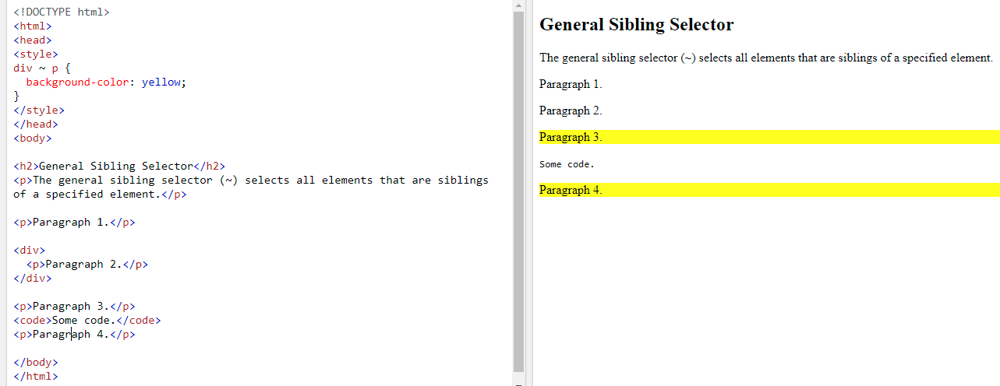 <!DOCTYPE html>
<html>
<head>
<style>
div ~ p {
  background-color: yellow;
}
</style>
</head>
<body>

<h2>General Sibling Selector</h2>
<p>The general sibling selector (~) selects all elements that are siblings
of a specified element.</p>

<p>Paragraph 1.</p>

<div>
  <p>Paragraph 2.</p>
</div>

<p>Paragraph 3.</p>
<code>Some code.</code>
<p>Paragraph 4.</p>

</body>
</html>

General Sibling Selector
The general sibling selector (~) selects all elements that are siblings of a specified element.
Paragraph 1.
Paragraph 2.
Paragraph 3.
Some code.
Paragraph 4.